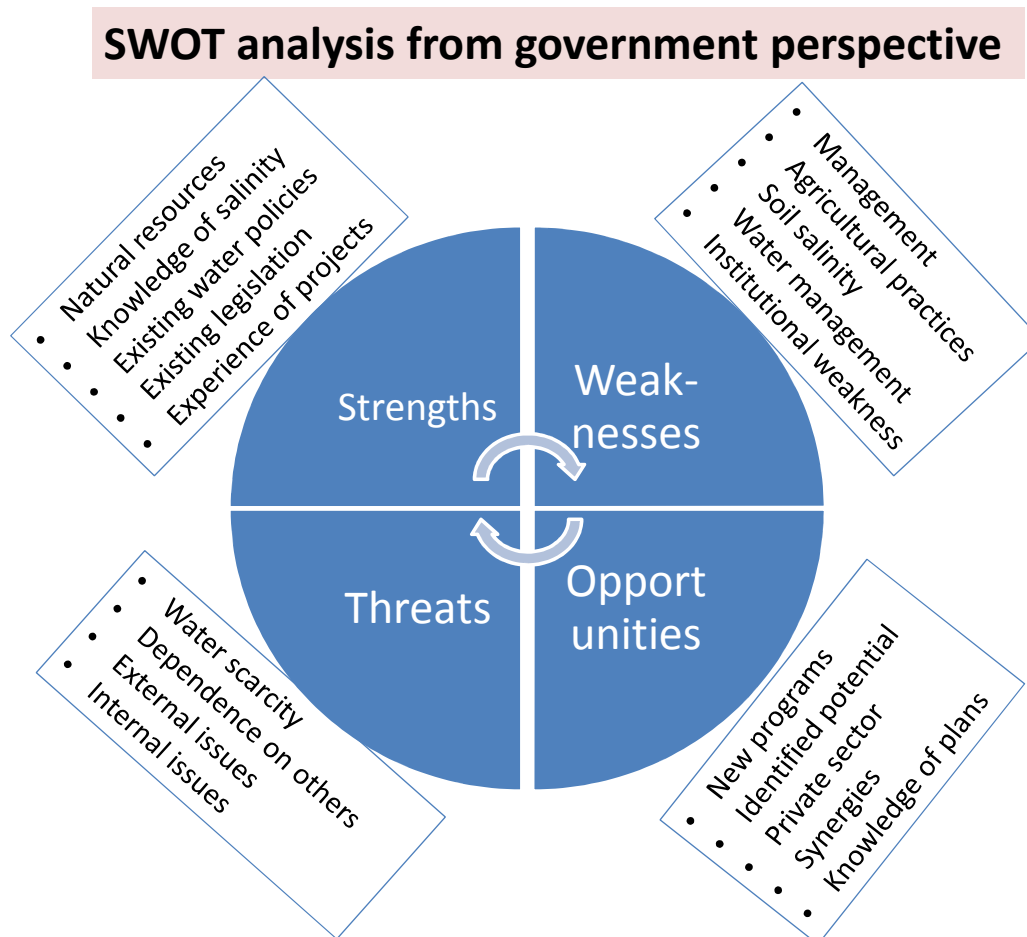 SWOT analysis from government perspective
• Natural resources
• Knowledge of salinity
• Existing water policies
• Existing legislation
• Experience of projects
• Management
• Agricultural practices
• Soil salinity
• Water management
• Institutional weakness
Strengths
Weak-
nesses
Threats
Opport
unities
• Water scarcity
• Dependence on others
• External issues
• Internal issues
• New programs
• Identified potential
• Private sector
• Synergies
• Knowledge of plans